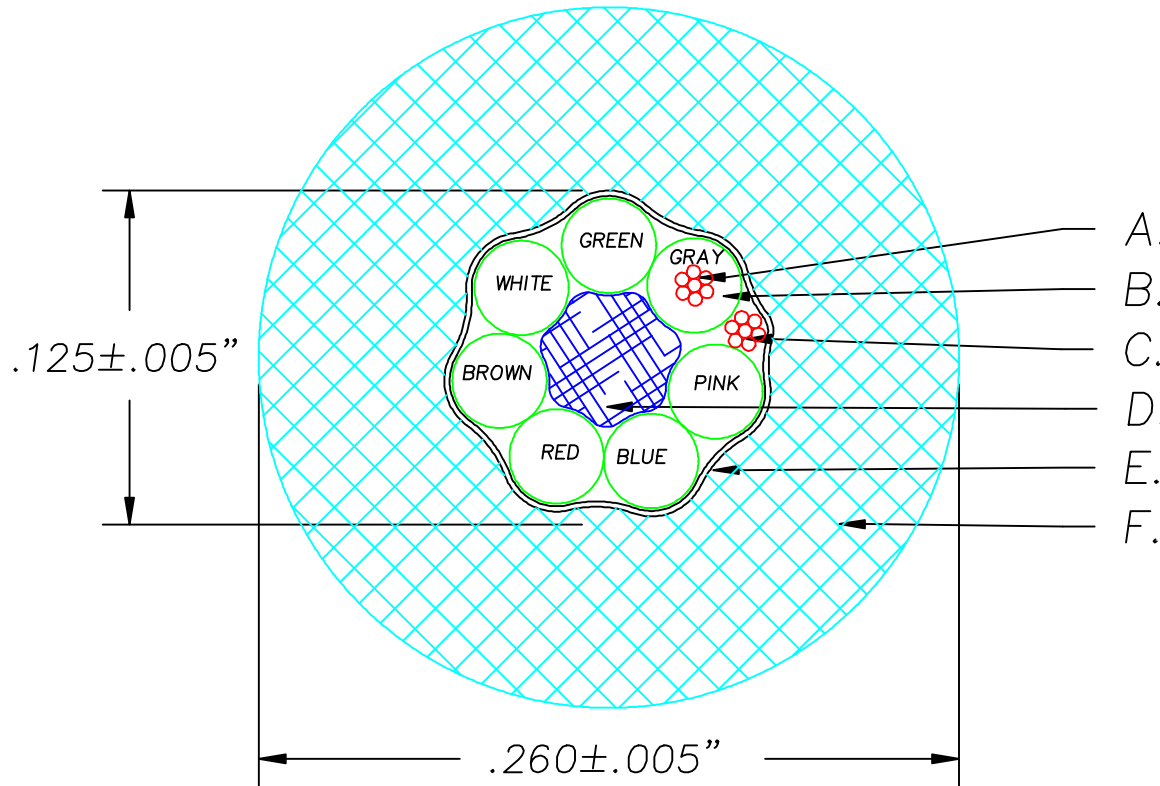 GREEN
GRAY
A.
WHITE
B.
.125±.005”
C.
BROWN
PINK
D.
RED
BLUE
E.
F.
.260±.005”